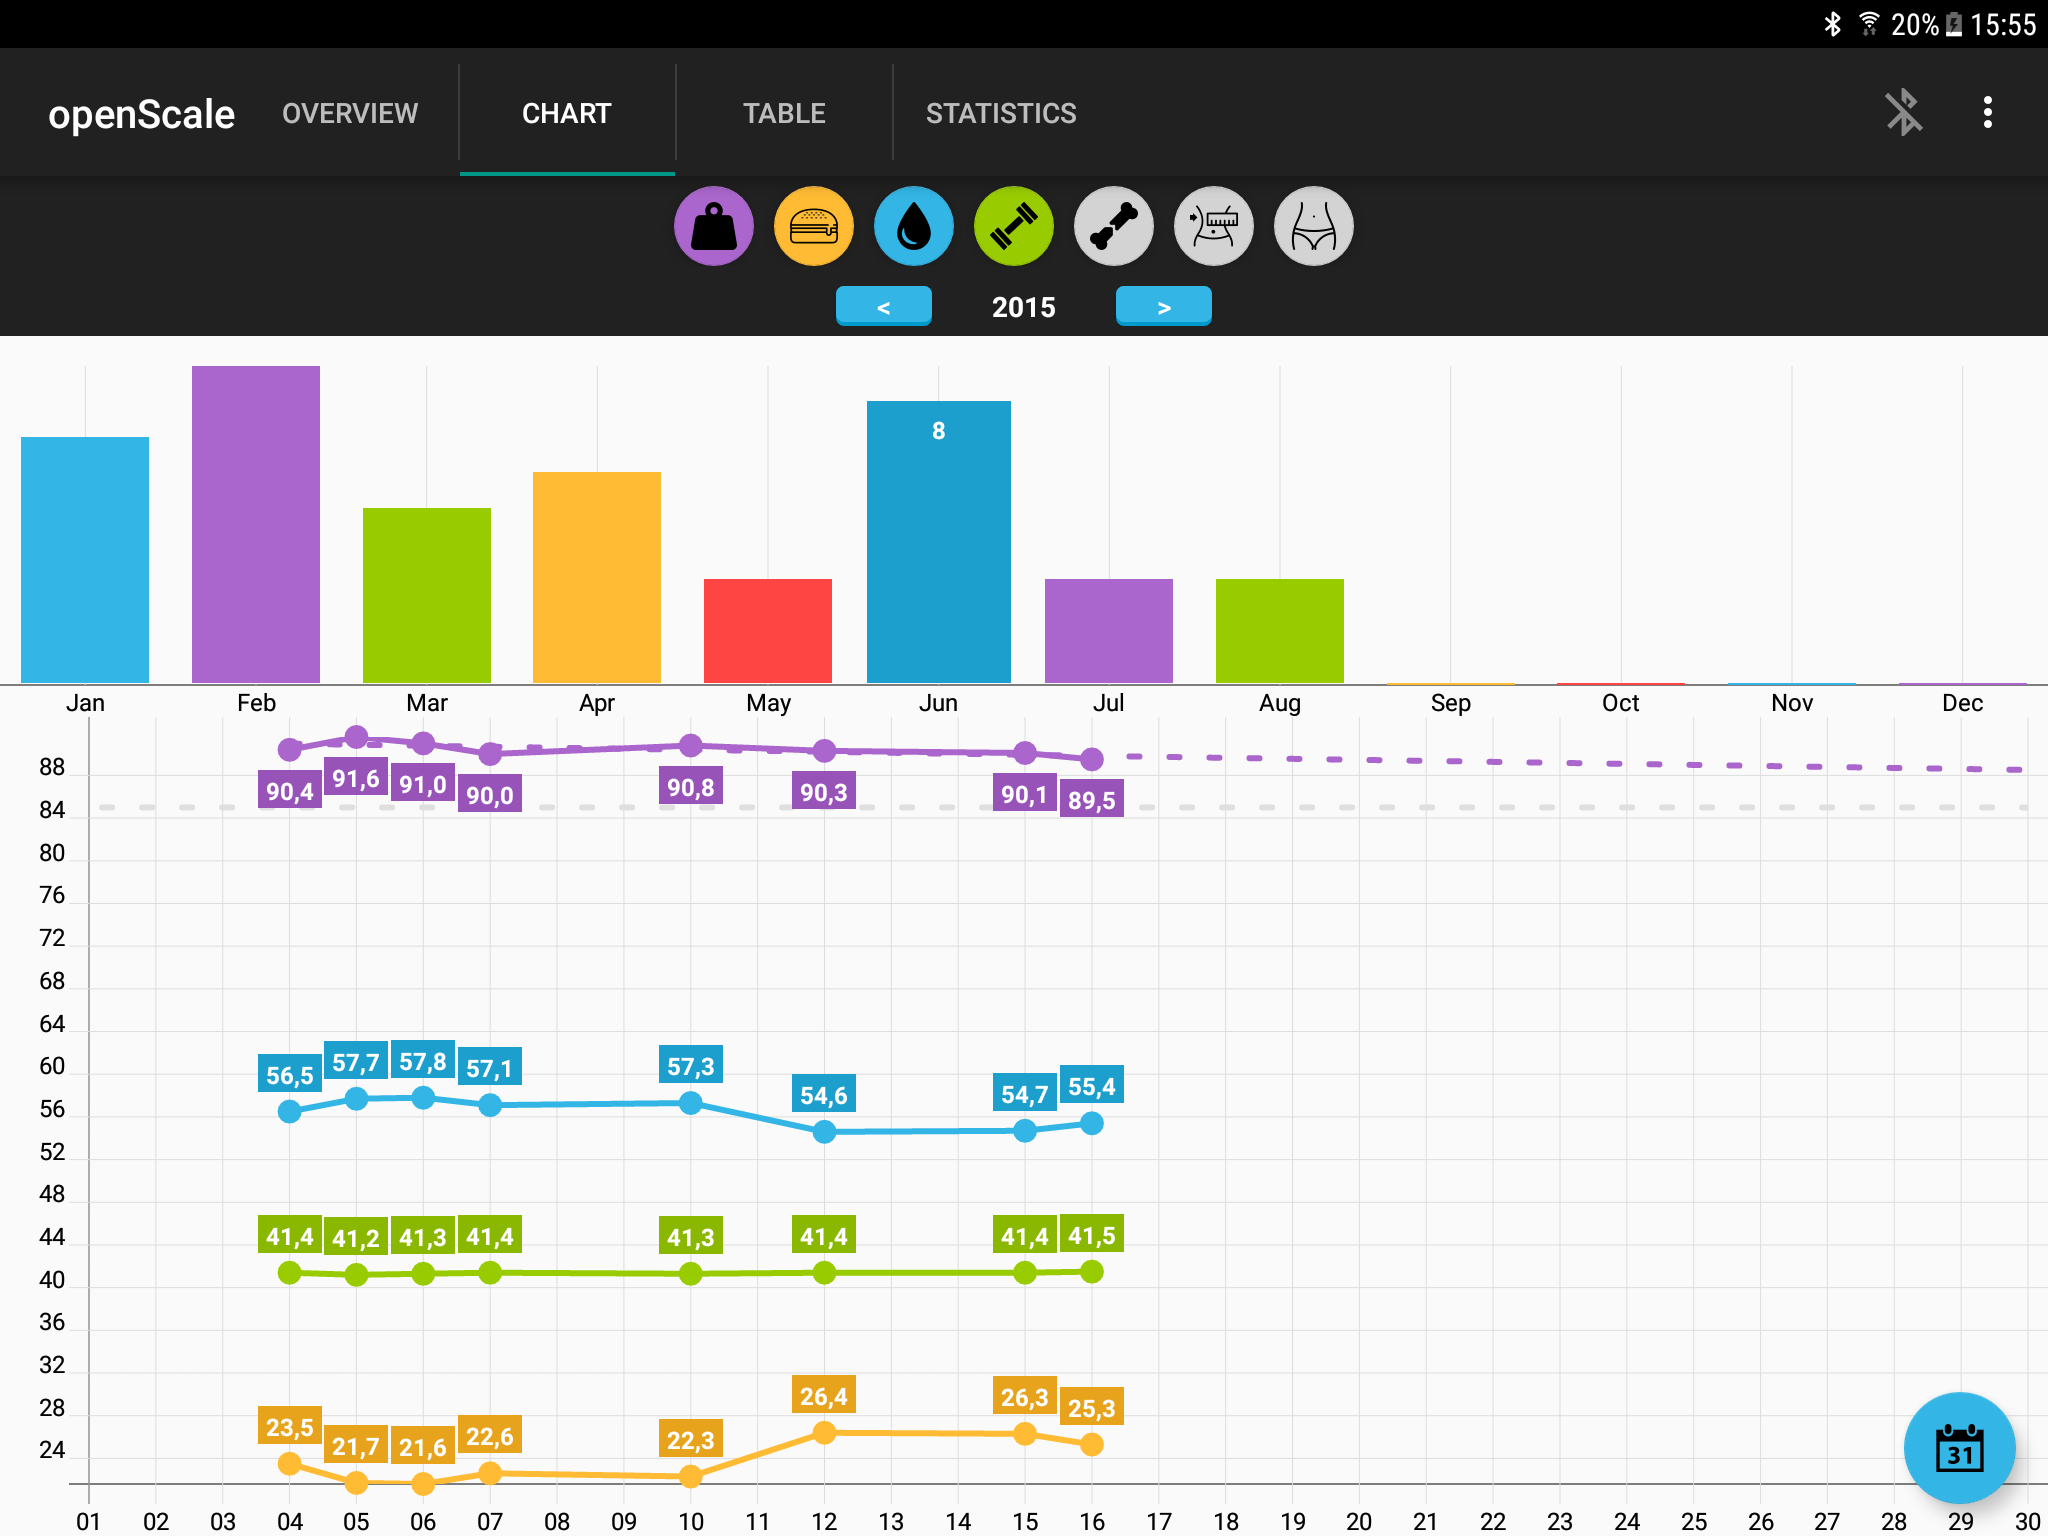 20% 15:55
openScale OVERVIEW CHART TABLE STATISTICS
< 2015 >
8
Jan Feb Mar Apr May Jun Jul Aug Sep Oct Nov Dec
88
84
80
76
72
68
64
60
56
52
48
44
40
36
32
28
24
90,4 91,6 91,0 90,0 90,8 90,3 90,1 89,5
56,5 57,7 57,8 57,1 57,3 54,6 54,7 55,4
41,4 41,2 41,3 41,4 41,3 41,4 41,4 41,5
23,5 21,7 21,6 22,6 22,3 26,4 26,3 25,3
31
01 02 03 04 05 06 07 08 09 10 11 12 13 14 15 16 17 18 19 20 21 22 23 24 25 26 27 28 29 30